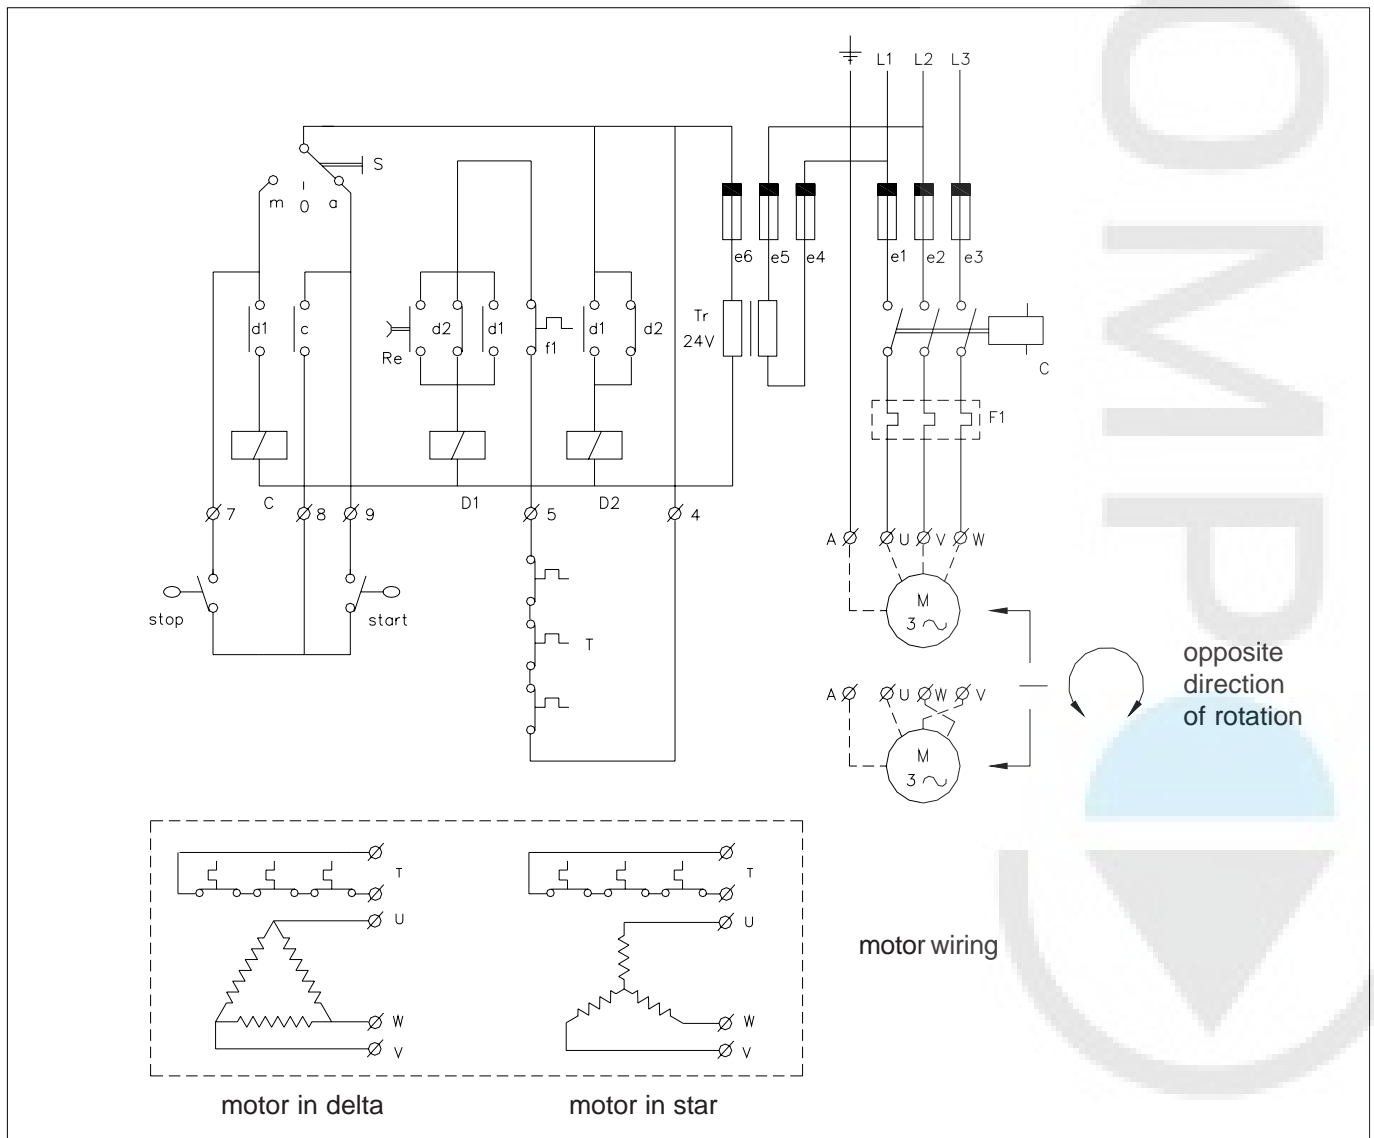 L1 L2 L3
S
m 0 a
e6 e5 e4 e1 e2 e3
d1 c d2 d1 f1 d1 d2
Re
Tr
24V
C
F1
C D1 D2
7 8 9 5 4
A U V W
stop start
T
M
3
opposite
direction
of rotation
A U W V
M
3
T T
U U
motor wiring
W W
V V
motor in delta motor in star
OMP